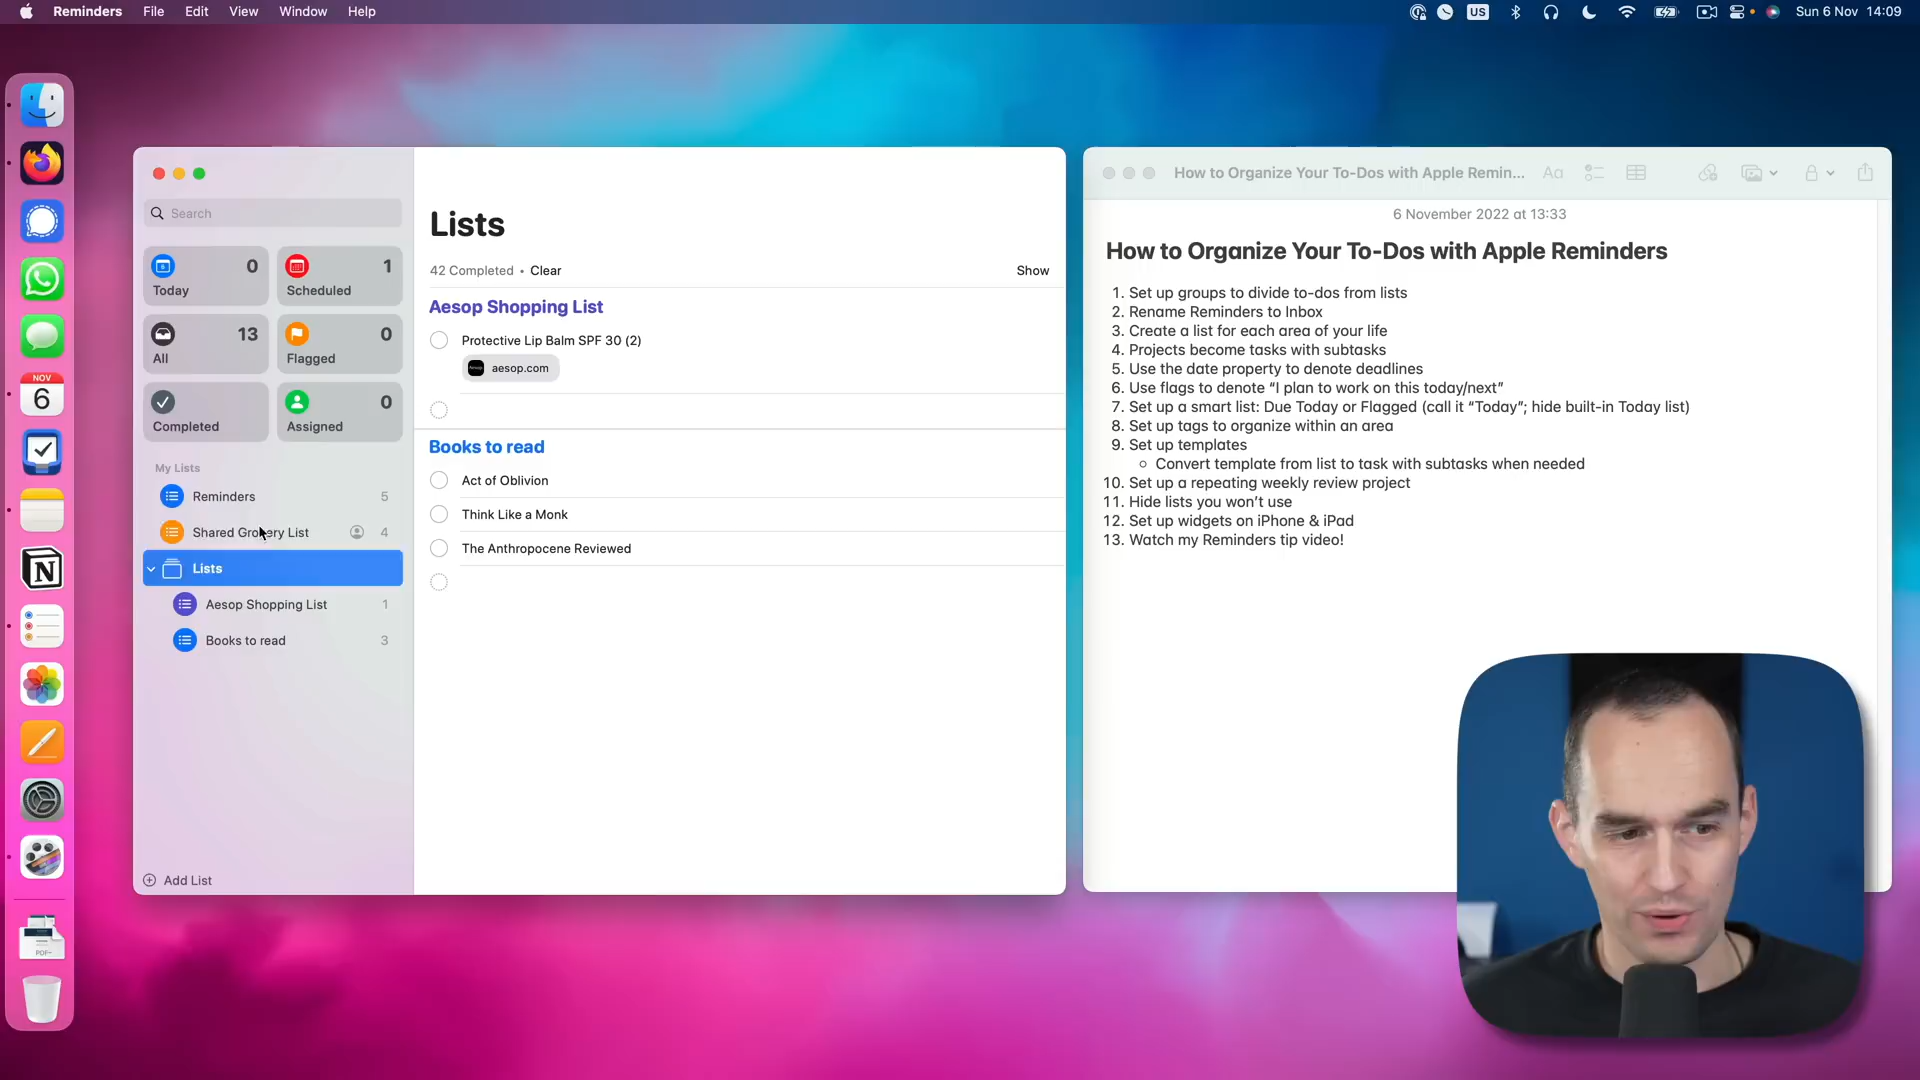 Reminders File Edit View Window Help
US
Sun 6 Nov 14:09
NOV
6
PDF
Search
Today 0
Scheduled 1
All 13
Flagged 0
Completed
Assigned 0
My Lists
Reminders 5
Shared Grocery List 4
Lists
Aesop Shopping List 1
Books to read 3
Add List
Lists
42 Completed • Clear
Show
Aesop Shopping List
Protective Lip Balm SPF 30 (2)
aesop.com
Books to read
Act of Oblivion
Think Like a Monk
The Anthropocene Reviewed
How to Organize Your To-Dos with Apple Remin...
Aa
6 November 2022 at 13:33
How to Organize Your To-Dos with Apple Reminders
1. Set up groups to divide to-dos from lists
2. Rename Reminders to Inbox
3. Create a list for each area of your life
4. Projects become tasks with subtasks
5. Use the date property to denote deadlines
6. Use flags to denote “I plan to work on this today/next”
7. Set up a smart list: Due Today or Flagged (call it “Today”; hide built-in Today list)
8. Set up tags to organize within an area
9. Set up templates
Convert template from list to task with subtasks when needed
10. Set up a repeating weekly review project
11. Hide lists you won’t use
12. Set up widgets on iPhone & iPad
13. Watch my Reminders tip video!